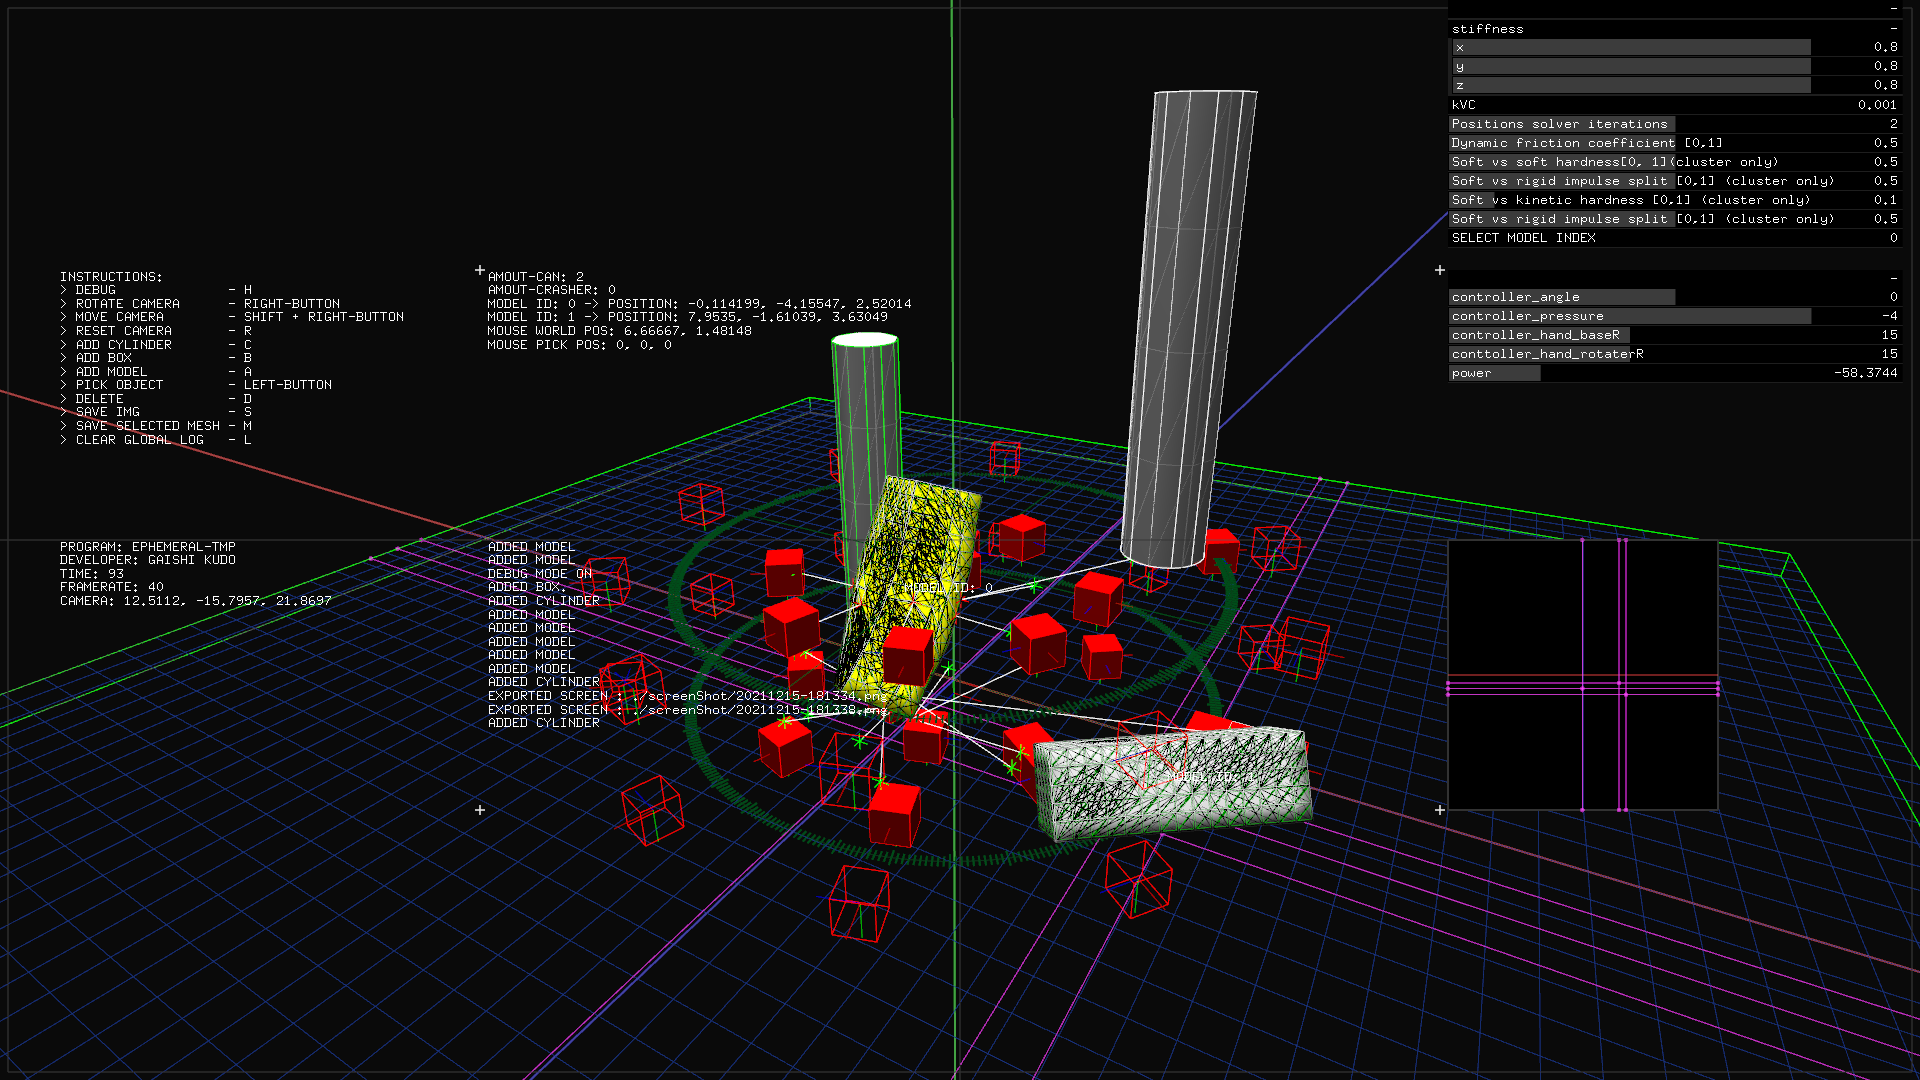 -
stiffness -
x 0.8
y 0.8
z 0.8
kVC 0.001
Positions solver iterations 2
Dynamic friction coefficient [0,1] 0.5
Soft vs soft hardness[0, 1](cluster only) 0.5
Soft vs rigid impulse split [0,1] (cluster only) 0.5
Soft vs kinetic hardness [0,1] (cluster only) 0.1
Soft vs rigid impulse split [0,1] (cluster only) 0.5
SELECT MODEL INDEX 0
-
controller_angle 0
controller_pressure -4
controller_hand_baseR 15
conttoller_hand_rotaterR 15
power -58.3744
INSTRUCTIONS:
> DEBUG - H
> ROTATE CAMERA - RIGHT-BUTTON
> MOVE CAMERA - SHIFT + RIGHT-BUTTON
> RESET CAMERA - R
> ADD CYLINDER - C
> ADD BOX - B
> ADD MODEL - A
> PICK OBJECT - LEFT-BUTTON
> DELETE - D
> SAVE IMG - S
> SAVE SELECTED MESH - M
> CLEAR GLOBAL LOG - L
AMOUT-CAN: 2
AMOUT-CRASHER: 0
MODEL ID: 0 -> POSITION: -0.114199, -4.15547, 2.52014
MODEL ID: 1 -> POSITION: 7.9535, -1.61039, 3.63049
MOUSE WORLD POS: 6.66667, 1.48148
MOUSE PICK POS: 0, 0, 0
PROGRAM: EPHEMERAL-TMP
DEVELOPER: GAISHI KUDO
TIME: 93
FRAMERATE: 40
CAMERA: 12.5112, -15.7957, 21.8697
ADDED MODEL
ADDED MODEL
DEBUG MODE ON
ADDED BOX.
ADDED CYLINDER
ADDED MODEL
ADDED MODEL
ADDED MODEL
ADDED MODEL
ADDED MODEL
ADDED CYLINDER
EXPORTED SCREEN : ./screenShot/20211215-181334.png
EXPORTED SCREEN : ./screenShot/20211215-181338.png
ADDED CYLINDER
MODEL ID: 0
MODEL ID: 1